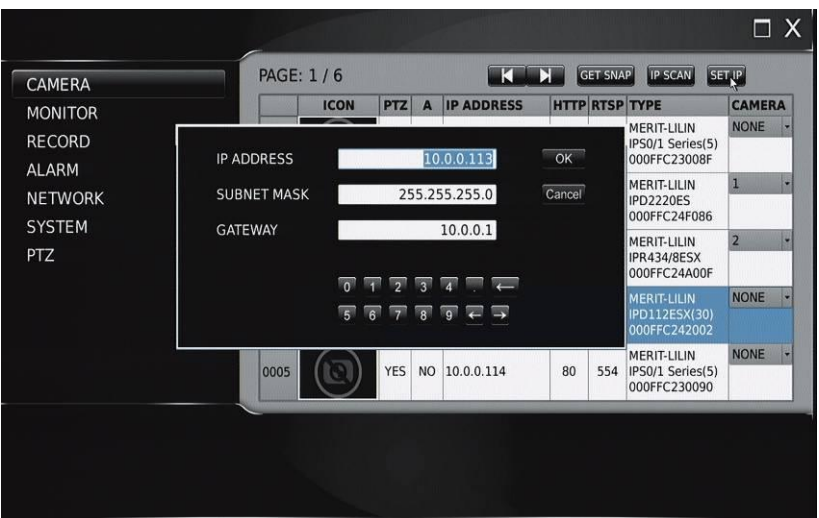 X
CAMERA
MONITOR
RECORD
ALARM
NETWORK
SYSTEM
PTZ
PAGE: 1 / 6
GET SNAP
IP SCAN
SET IP
ICON PTZ A IP ADDRESS HTTP RTSP TYPE CAMERA
MERIT-LILIN
IPS0/1 Series(5)
000FFC23008F
NONE
MERIT-LILIN
IPD2220ES
000FFC24F086
1
MERIT-LILIN
IPR434/8ESX
000FFC24A00F
2
MERIT-LILIN
IPD112ESX(30)
000FFC242002
NONE
0005 YES NO 10.0.0.114 80 554
MERIT-LILIN
IPS0/1 Series(5)
000FFC230090
NONE
IP ADDRESS 10.0.0.113 OK
SUBNET MASK 255.255.255.0 Cancel
GATEWAY 10.0.0.1
0 1 2 3 4 . ←
5 6 7 8 9 ← →